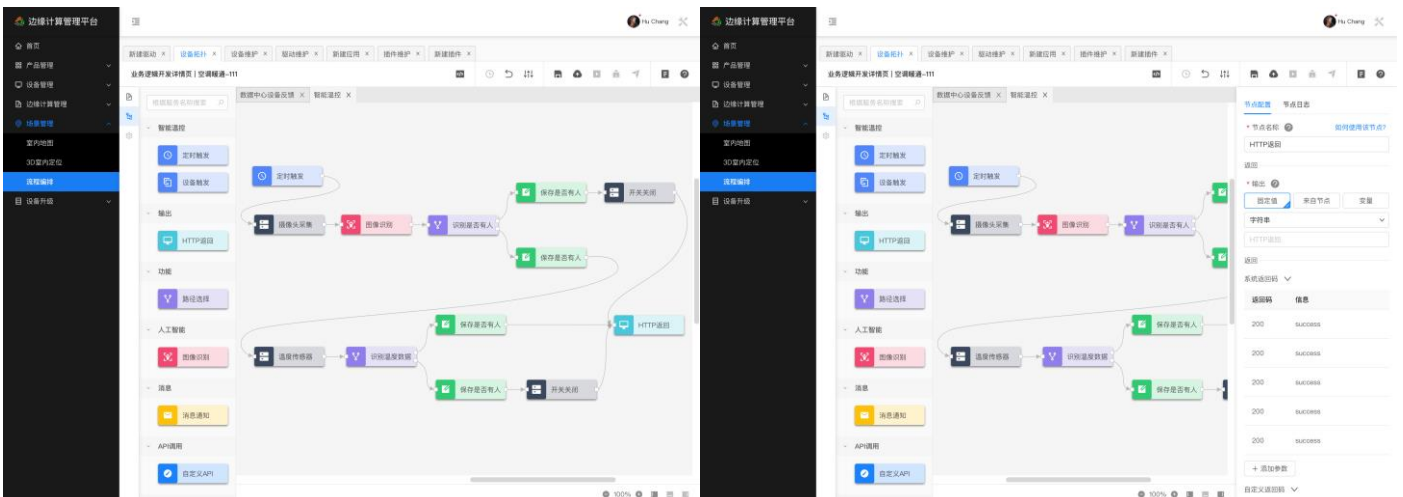 边缘计算管理平台
Hu Cheng
首页
产品管理
设备管理
边缘计算管理
场景管理
室内地图
3D室内定位
流程编排
设备升级
新建驱动 ×
设备拓扑 ×
设备维护 ×
驱动维护 ×
新建应用 ×
插件维护 ×
新建插件 ×
业务逻辑开发详情页 | 空调暖通-111
根据服务名称搜索
智能温控
定时触发
设备触发
输出
HTTP返回
功能
路径选择
人工智能
图像识别
消息
消息通知
API调用
自定义API
数据中心设备反馈 ×
智能温控 ×
定时触发
摄像头采集
图像识别
识别是否有人
保存是否有人
开关关闭
保存是否有人
保存是否有人
HTTP返回
温度传感器
识别温度数据
保存是否有人
开关关闭
100%
边缘计算管理平台
Hu Cheng
首页
产品管理
设备管理
边缘计算管理
场景管理
室内地图
3D室内定位
流程编排
设备升级
新建驱动 ×
设备拓扑 ×
设备维护 ×
驱动维护 ×
新建应用 ×
插件维护 ×
新建插件 ×
业务逻辑开发详情页 | 空调暖通-111
根据服务名称搜索
智能温控
定时触发
设备触发
输出
HTTP返回
功能
路径选择
人工智能
图像识别
消息
消息通知
API调用
自定义API
数据中心设备反馈 ×
智能温控 ×
定时触发
摄像头采集
图像识别
识别是否有人
保存是否有人
温度传感器
识别温度数据
保存是否有人
100%
节点配置
节点日志
* 节点名称
如何使用该节点?
HTTP返回
返回
* 输出
固定值
来自节点
变量
字符串
HTTP返回
返回
系统返回码
返回码
信息
200
success
200
success
200
success
200
success
200
success
+ 添加参数
自定义返回码